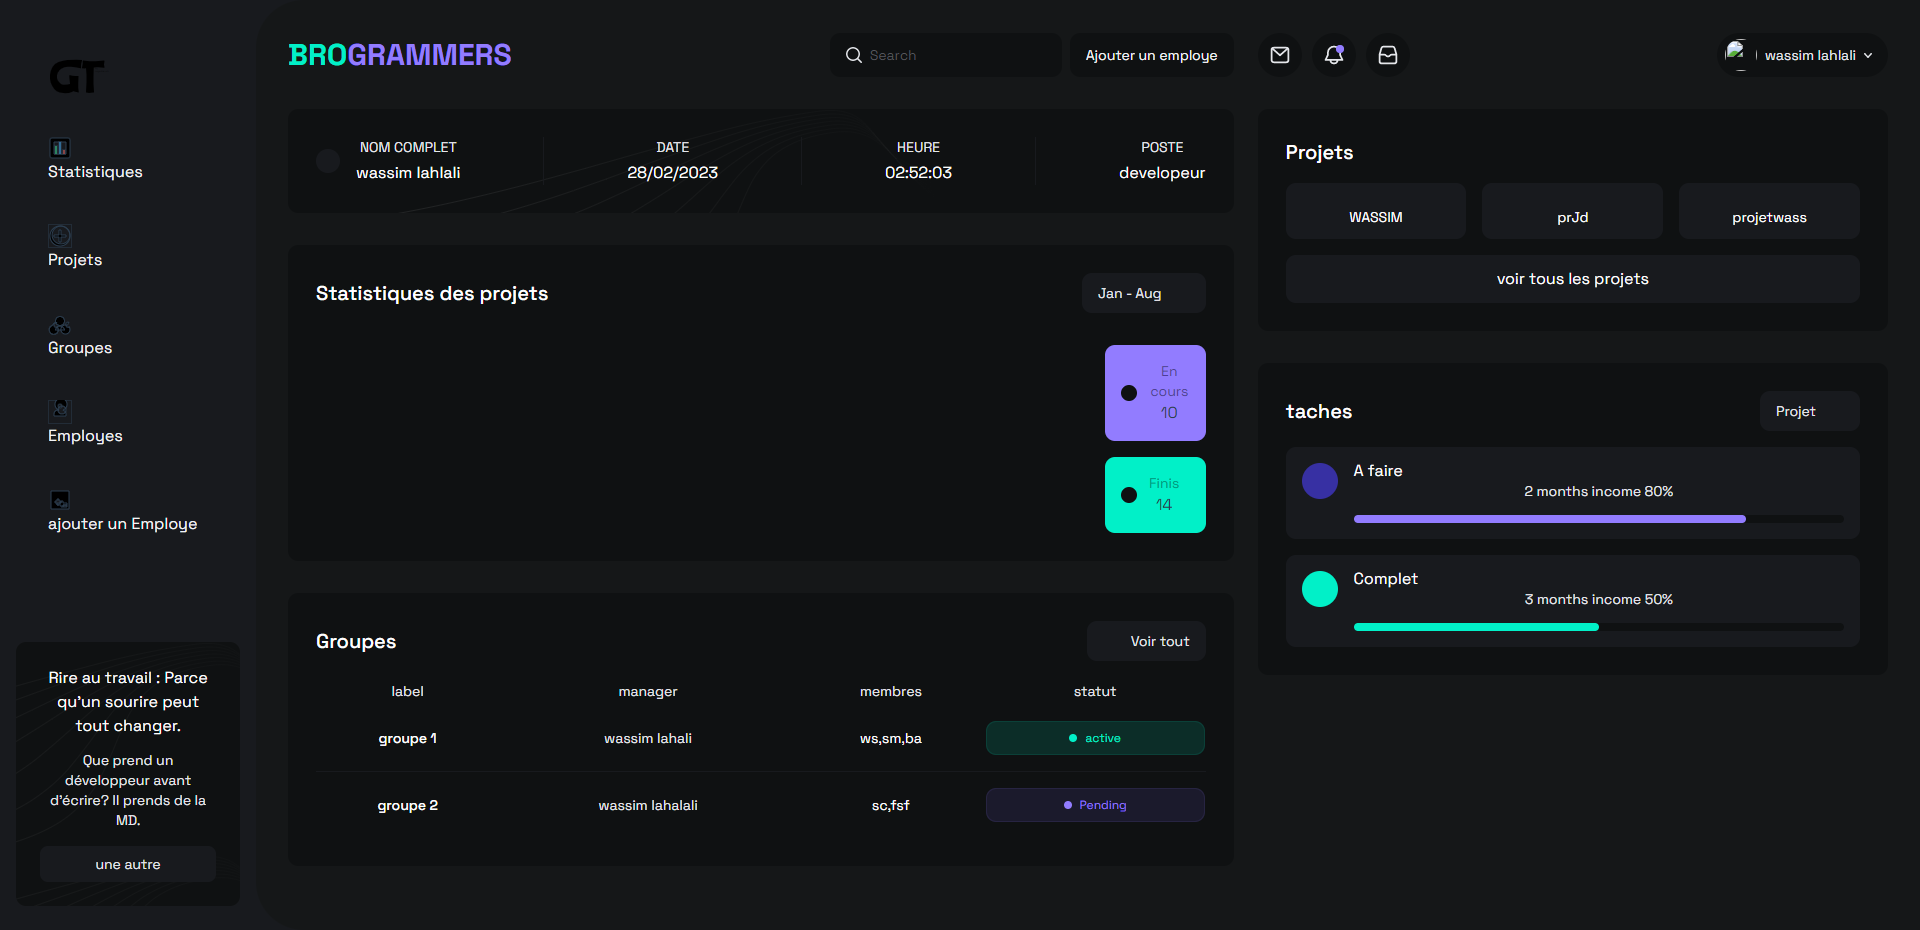 GT
Statistiques
Projets
Groupes
Employes
ajouter un Employe
Rire au travail : Parce
qu'un sourire peut
tout changer.
Que prend un
développeur avant
d'écrire? Il prends de la
MD.
une autre
BROGRAMMERS
Search
Ajouter un employe
wassim lahlali
NOM COMPLET
wassim lahlali
DATE
28/02/2023
HEURE
02:52:03
POSTE
developeur
Statistiques des projets
Jan - Aug
En
cours
10
Finis
14
Groupes
Voir tout
label manager membres statut
groupe 1 wassim lahali ws,sm,ba active
groupe 2 wassim lahalali sc,fsf Pending
Projets
WASSIM
prJd
projetwass
voir tous les projets
taches
Projet
A faire
2 months income 80%
Complet
3 months income 50%